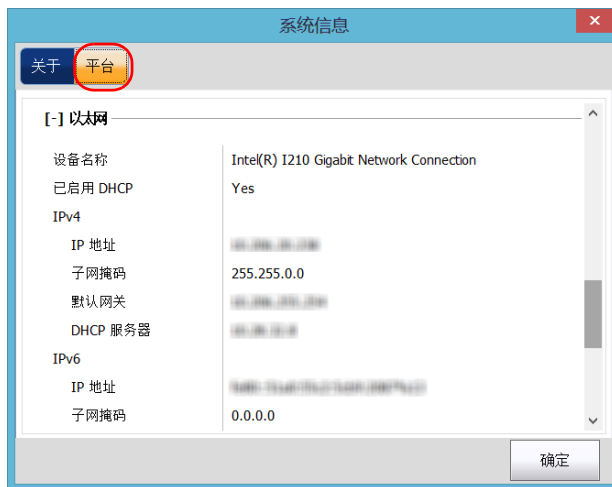 系统信息
关于 平台
[-] 以太网
设备名称 Intel(R) I210 Gigabit Network Connection
已启用 DHCP Yes
IPv4
IP 地址
子网掩码 255.255.0.0
默认网关
DHCP 服务器
IPv6
IP 地址
子网掩码 0.0.0.0
确定